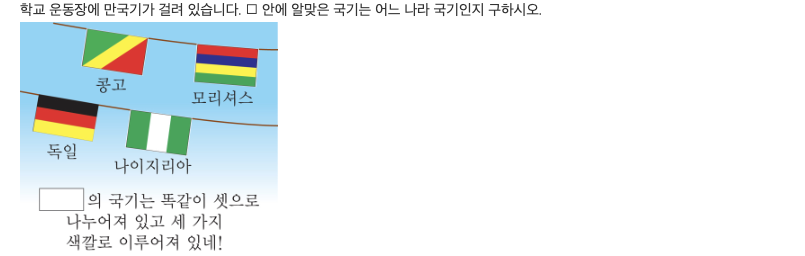 학교 운동장에 만국기가 걸려 있습니다. □ 안에 알맞은 국기는 어느 나라 국기인지 구하시오.
콩고
모리셔스
독일
나이지리아
□의 국기는 똑같이 셋으로
나누어져 있고 세 가지
색깔로 이루어져 있네!